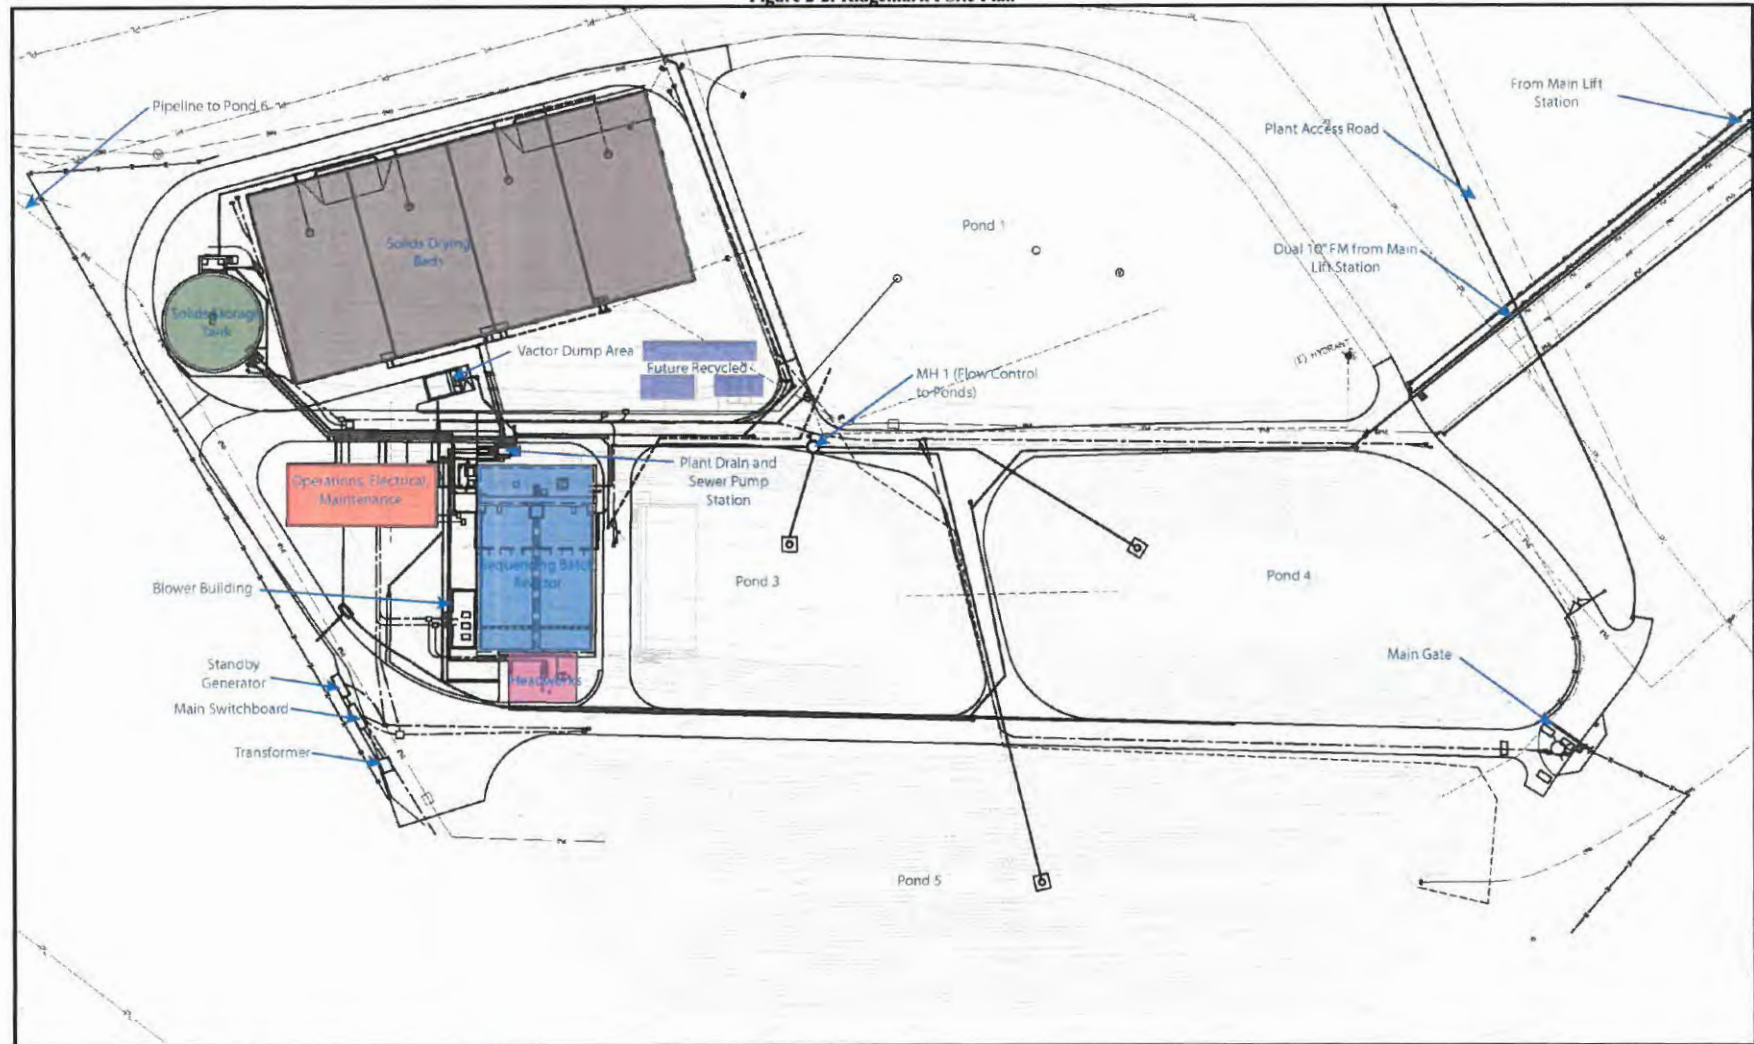 Pipeline to Pond 6
From Main Lift
Station
Plant Access Road
Pond 1
Solids Drying
Beds
Dual 10" FM from Main
Lift Station
Solids Storage
Tank
Vactor Dump Area
Future Recycled
(E) HYDRANT
MH 1 (Flow Control
to Ponds)
Plant Drain and
Sewer Pump
Station
Operations, Electrical,
Maintenance
Sequencing Batch
Reactor
Pond 3
Pond 4
Blower Building
Main Gate
Standby
Generator
Headworks
Main Switchboard
Transformer
Pond 5